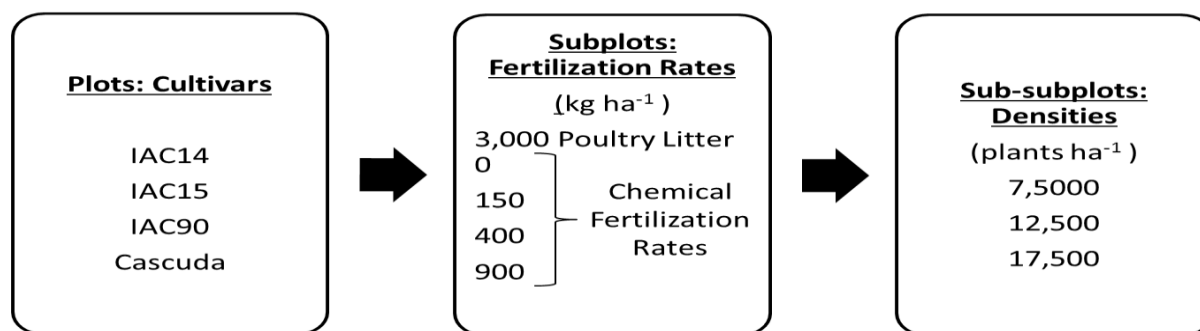 Plots: Cultivars
IAC14
IAC15
IAC90
Cascuda
Subplots:
Fertilization Rates
(kg ha⁻¹ )
3,000 Poultry Litter
0
150
400
900
Chemical
Fertilization
Rates
Sub-subplots:
Densities
(plants ha⁻¹ )
7,5000
12,500
17,500